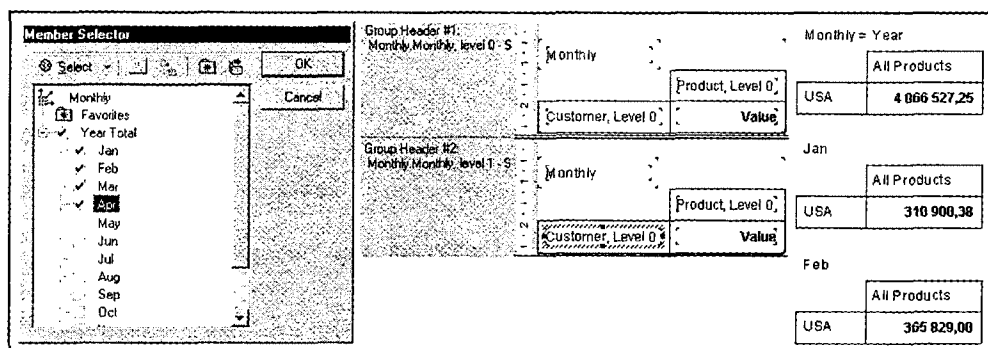 Member Selector
Select
OK
Cancel
Monthly
Favorites
Year Total
Jan
Feb
Mar
Apr
May
Jun
Jul
Aug
Sep
Oct
Group Header #1:
Monthly.Monthly, level 0 - S
Monthly
Product, Level 0
Customer, Level 0 Value
Group Header #2:
Monthly.Monthly, level 1 - S
Monthly
Product, Level 0
Customer, Level 0 Value
Monthly = Year
All Products
USA 4 066 527,25
Jan
All Products
USA 310 900,38
Feb
All Products
USA 365 829,00